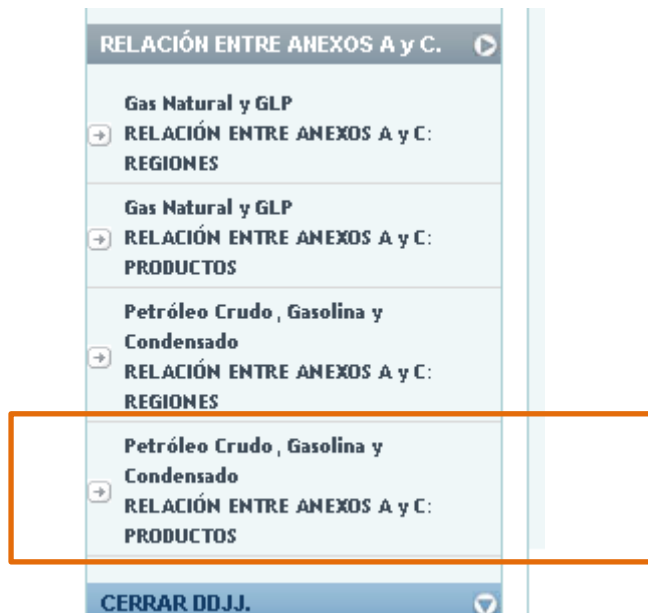 RELACIÓN ENTRE ANEXOS A y C.
Gas Natural y GLP
RELACIÓN ENTRE ANEXOS A y C:
REGIONES
Gas Natural y GLP
RELACIÓN ENTRE ANEXOS A y C:
PRODUCTOS
Petróleo Crudo, Gasolina y
Condensado
RELACIÓN ENTRE ANEXOS A y C:
REGIONES
Petróleo Crudo, Gasolina y
Condensado
RELACIÓN ENTRE ANEXOS A y C:
PRODUCTOS
CERRAR DDJJ.